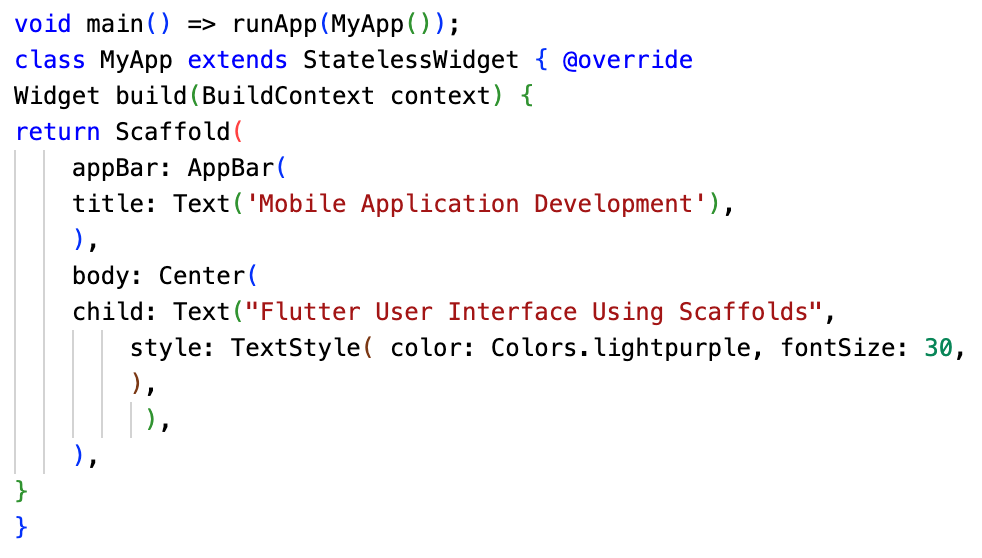 void main() => runApp(MyApp());
class MyApp extends StatelessWidget { @override
Widget build(BuildContext context) {
return Scaffold(
appBar: AppBar(
title: Text('Mobile Application Development'),
),
body: Center(
child: Text("Flutter User Interface Using Scaffolds",
style: TextStyle( color: Colors.lightpurple, fontSize: 30,
),
),
),
}
}